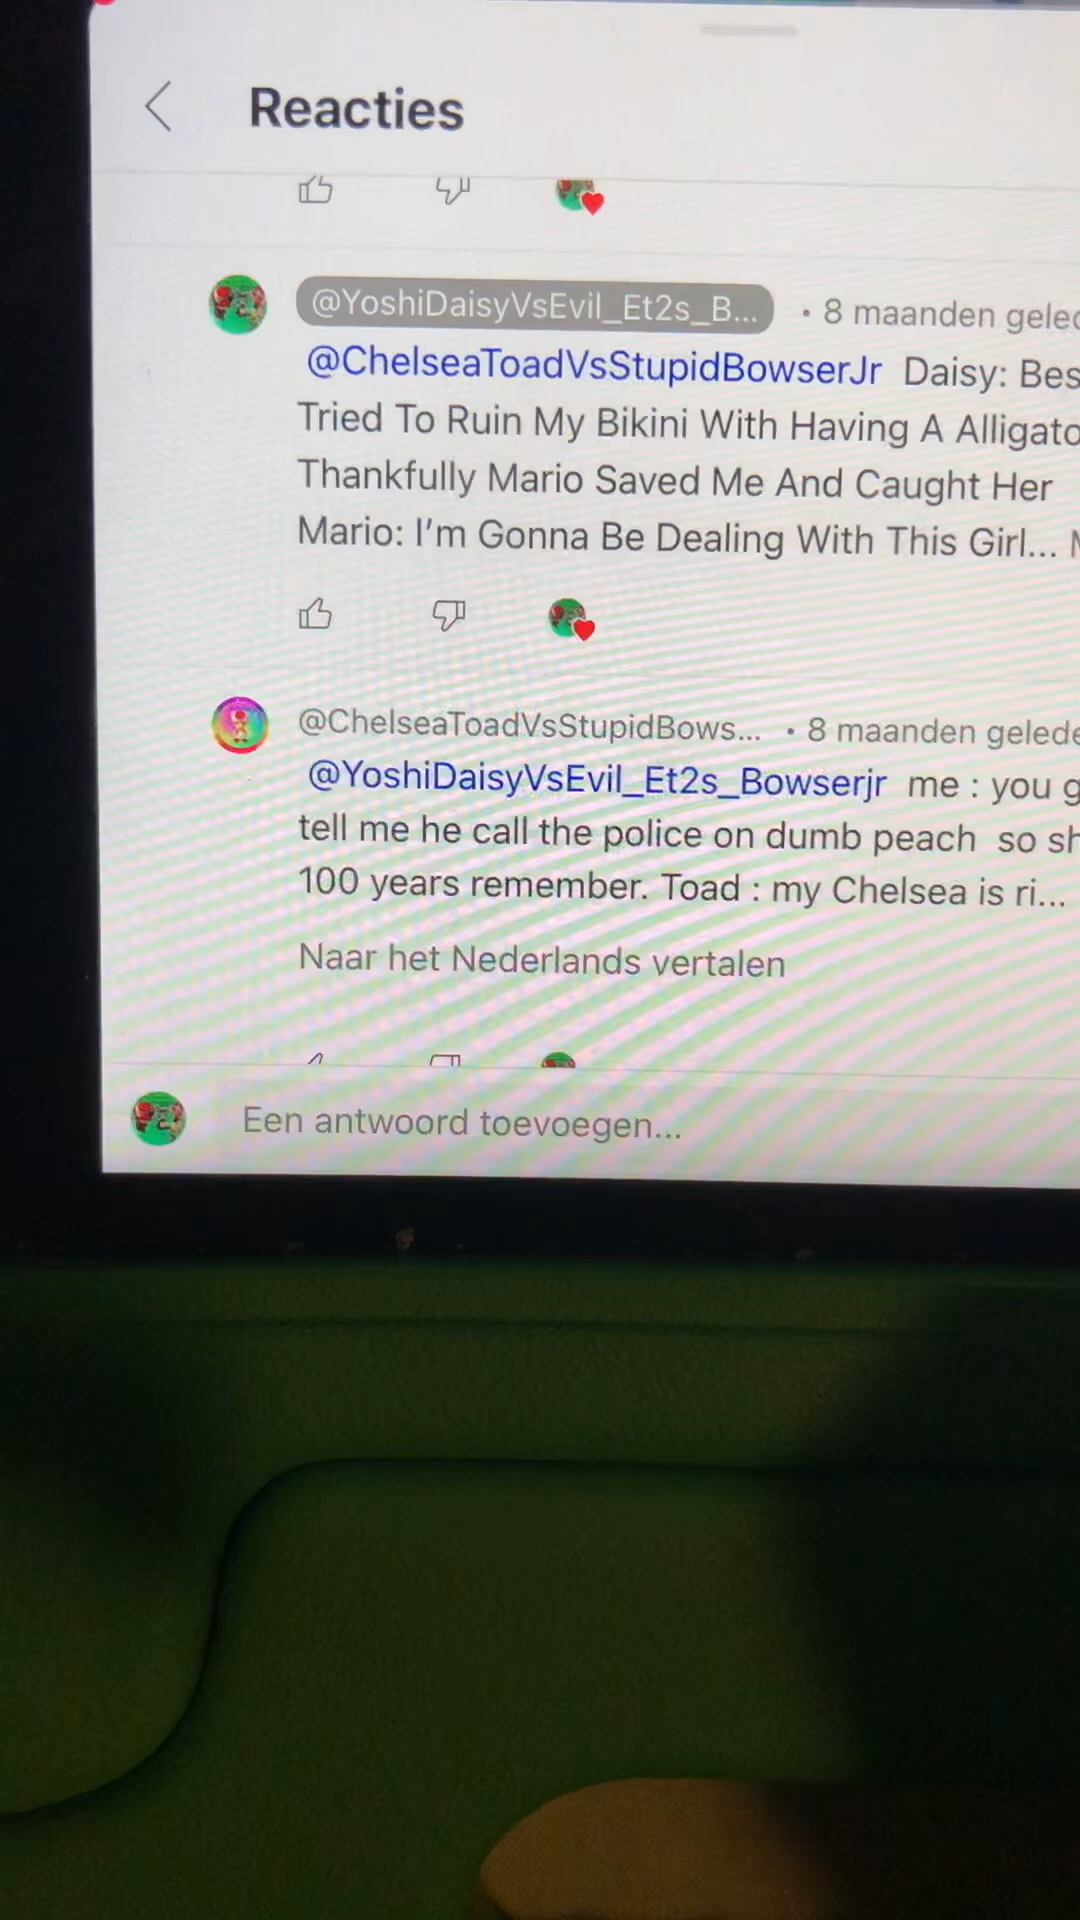 Reacties
@YoshiDaisyVsEvil_Et2s_B... • 8 maanden gelec
@ChelseaToadVsStupidBowserJr Daisy: Bes
Tried To Ruin My Bikini With Having A Alligato
Thankfully Mario Saved Me And Caught Her
Mario: I'm Gonna Be Dealing With This Girl...
@ChelseaToadVsStupidBows... • 8 maanden gelede
@YoshiDaisyVsEvil_Et2s_Bowserjr me : you g
tell me he call the police on dumb peach so sh
100 years remember. Toad : my Chelsea is ri...
Naar het Nederlands vertalen
Een antwoord toevoegen...